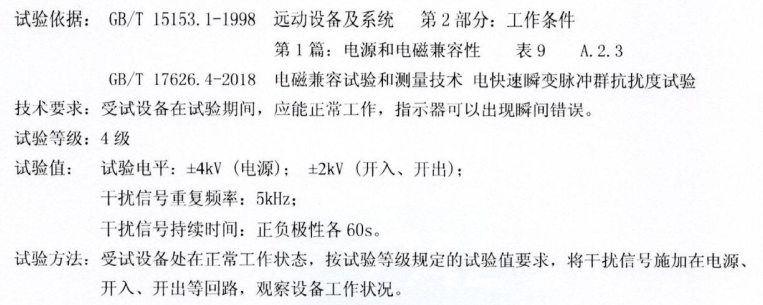 试验依据： GB/T 15153.1-1998 远动设备及系统 第2部分：工作条件
第1篇：电源和电磁兼容性 表9 A.2.3
GB/T 17626.4-2018 电磁兼容试验和测量技术 电快速瞬变脉冲群抗扰度试验
技术要求：受试设备在试验期间，应能正常工作，指示器可以出现瞬间错误。
试验等级：4级
试验值： 试验电平：±4kV（电源）； ±2kV（开入、开出）；
干扰信号重复频率：5kHz；
干扰信号持续时间：正负极性各60s。
试验方法：受试设备处在正常工作状态，按试验等级规定的试验值要求，将干扰信号施加在电源、
开入、开出等回路，观察设备工作状况。